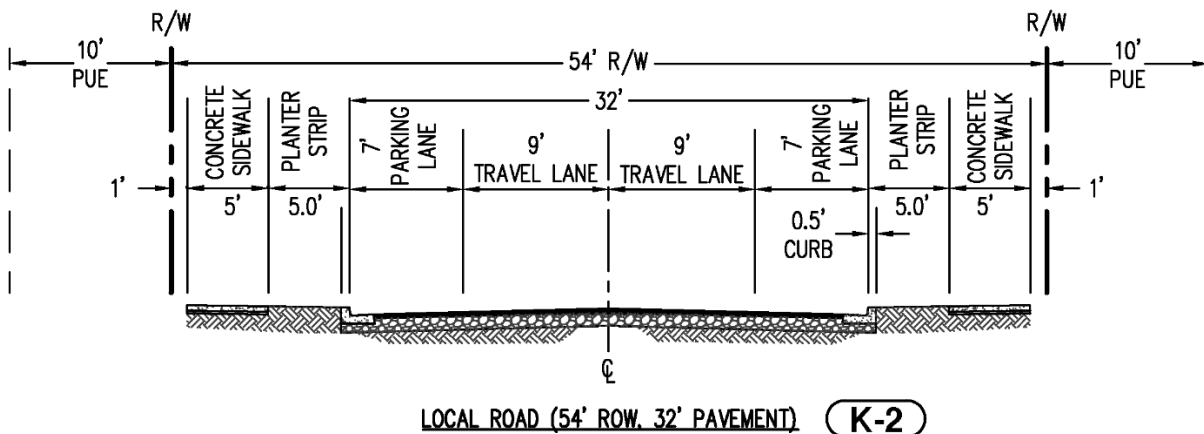 R/W
R/W
10'
PUE
54' R/W
10'
PUE
32'
CONCRETE
SIDEWALK
PLANTER
STRIP
7'
PARKING
LANE
9'
TRAVEL LANE
9'
TRAVEL LANE
7'
PARKING
LANE
PLANTER
STRIP
CONCRETE
SIDEWALK
1'
5'
5.0'
0.5'
CURB
5.0'
5'
1'
℄
LOCAL ROAD (54' ROW, 32' PAVEMENT)
K-2